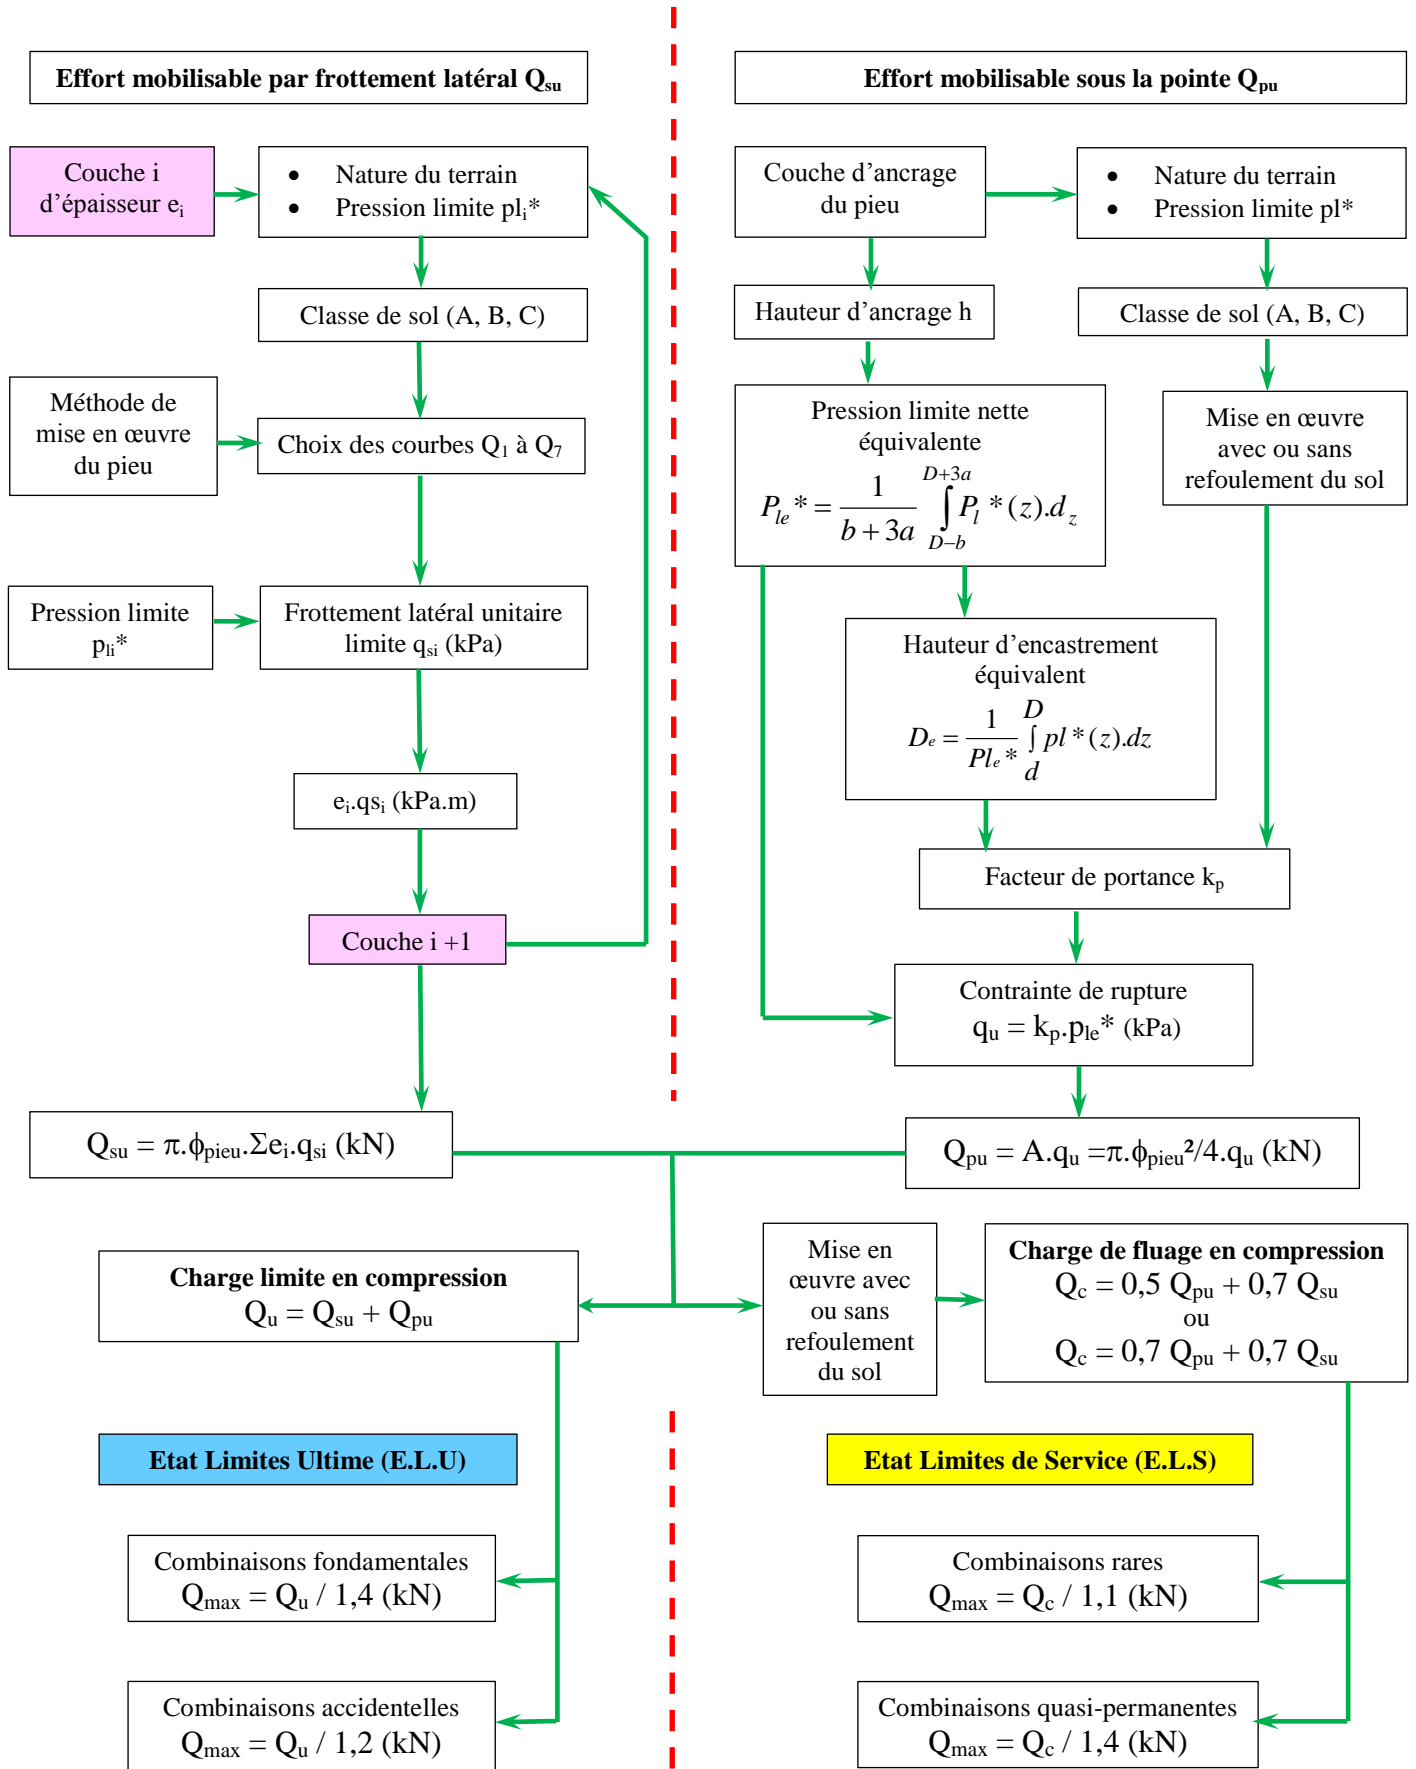 Effort mobilisable par frottement latéral Qsu
Couche i
d’épaisseur ei
• Nature du terrain
• Pression limite pli*
Classe de sol (A, B, C)
Méthode de
mise en œuvre
du pieu
Choix des courbes Q1 à Q7
Pression limite
pli*
Frottement latéral unitaire
limite qsi (kPa)
ei.qsi (kPa.m)
Couche i +1
Qsu = π.ϕpieu.Σei.qsi (kN)
Effort mobilisable sous la pointe Qpu
Couche d’ancrage
du pieu
• Nature du terrain
• Pression limite pl*
Hauteur d’ancrage h
Classe de sol (A, B, C)
Pression limite nette
équivalente
Ple* = 1/(b + 3a) ∫_{D−b}^{D+3a} Pl*(z).dz
Mise en œuvre
avec ou sans
refoulement du sol
Hauteur d’encastrement
équivalent
De = 1/Ple* ∫_d^D pl*(z).dz
Facteur de portance kp
Contrainte de rupture
qu = kp.ple* (kPa)
Qpu = A.qu =π.ϕpieu²/4.qu (kN)
Charge limite en compression
Qu = Qsu + Qpu
Mise en
œuvre avec
ou sans
refoulement
du sol
Charge de fluage en compression
Qc = 0,5 Qpu + 0,7 Qsu
ou
Qc = 0,7 Qpu + 0,7 Qsu
Etat Limites Ultime (E.L.U)
Combinaisons fondamentales
Qmax = Qu / 1,4 (kN)
Combinaisons accidentelles
Qmax = Qu / 1,2 (kN)
Etat Limites de Service (E.L.S)
Combinaisons rares
Qmax = Qc / 1,1 (kN)
Combinaisons quasi-permanentes
Qmax = Qc / 1,4 (kN)